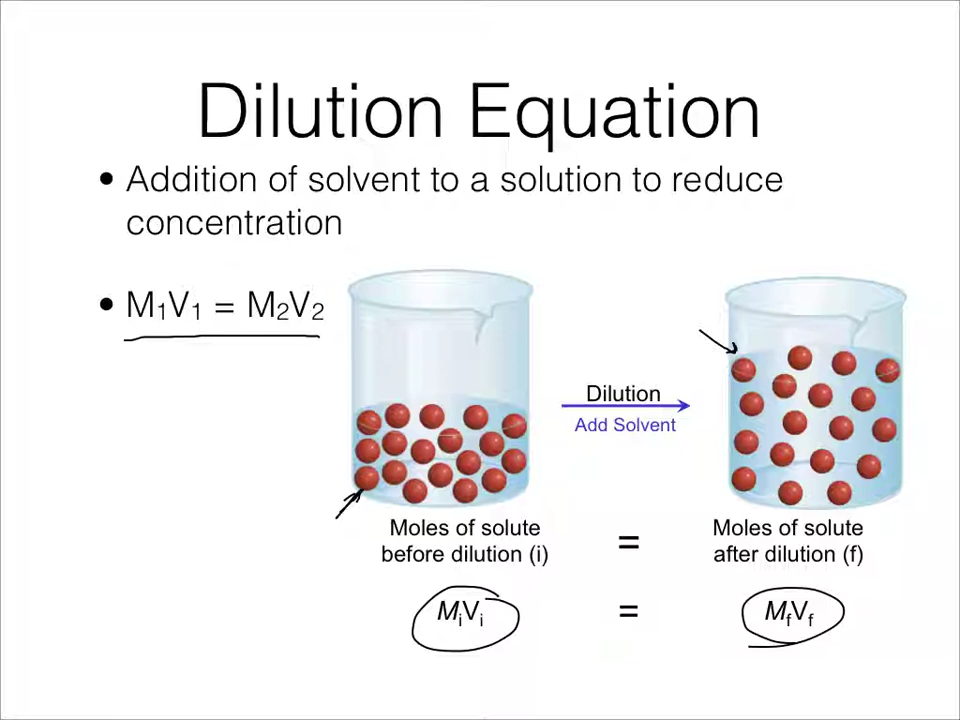 Dilution Equation
• Addition of solvent to a solution to reduce
concentration
• M₁V₁ = M₂V₂
Dilution
Add Solvent
Moles of solute = Moles of solute
before dilution (i) after dilution (f)
MᵢVᵢ = M_fV_f